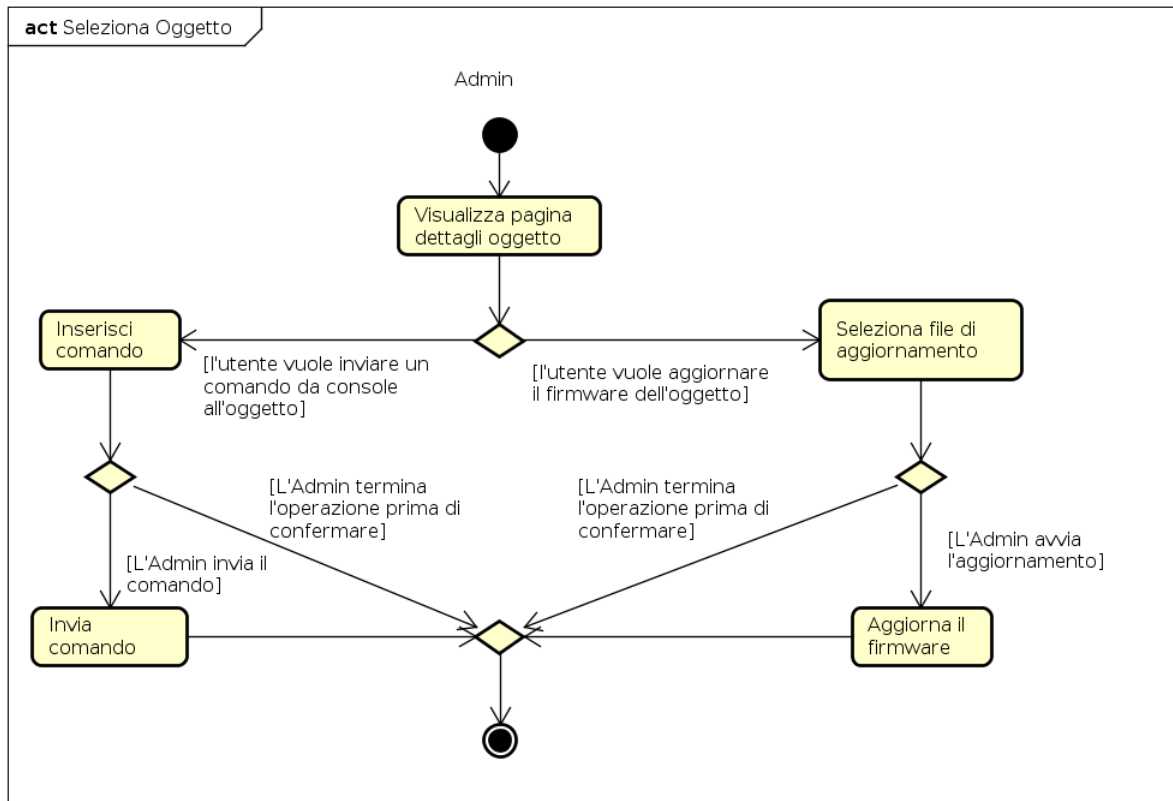 act Seleziona Oggetto
Admin
Visualizza pagina
dettagli oggetto
Inserisci
comando
Seleziona file di
aggiornamento
[l'utente vuole inviare un
comando da console
all'oggetto]
[l'utente vuole aggiornare
il firmware dell'oggetto]
[L'Admin termina
l'operazione prima di
confermare]
[L'Admin termina
l'operazione prima di
confermare]
[L'Admin invia il
comando]
[L'Admin avvia
l'aggiornamento]
Invia
comando
Aggiorna il
firmware